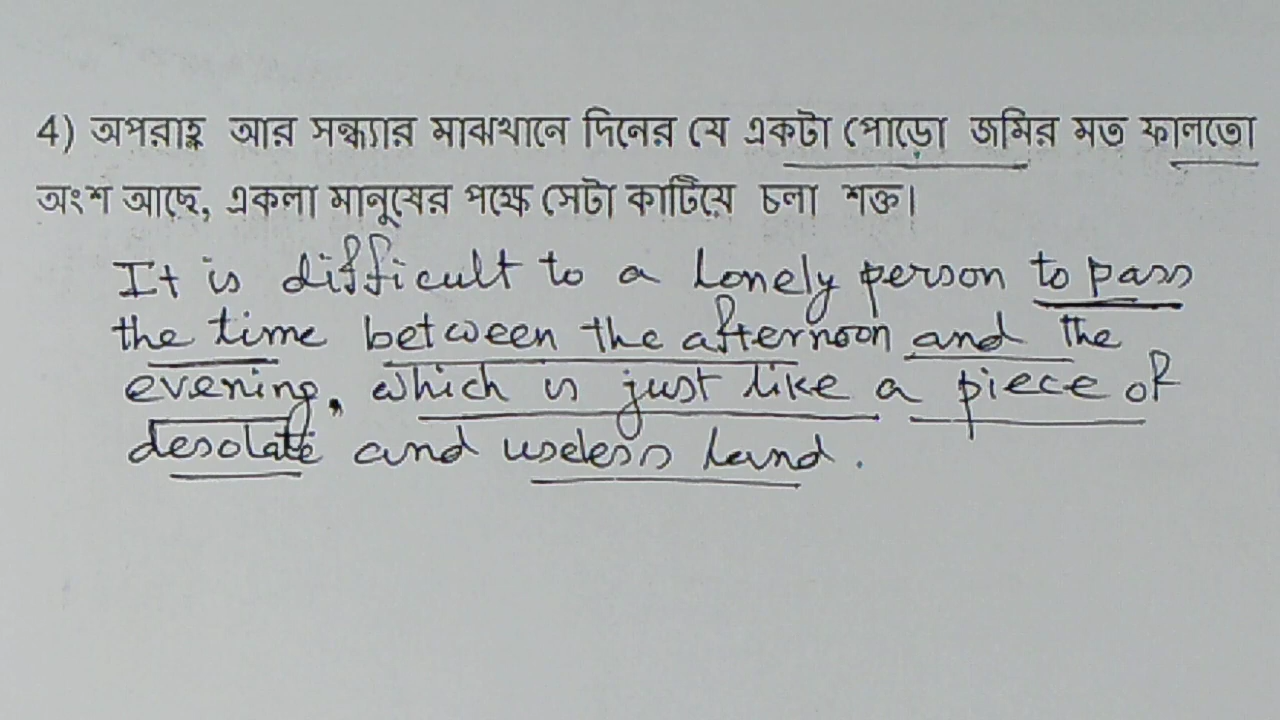 4) অপরাহ্ণ আর সন্ধ্যার মাঝখানে দিনের যে একটা পোড়ো জমির মত ফালতো
অংশ আছে, একলা মানুষের পক্ষে সেটা কাটিয়ে চলা শক্ত।
It is difficult to a lonely person to pass
the time between the afternoon and the
evening, which is just like a piece of
desolate and useless land.